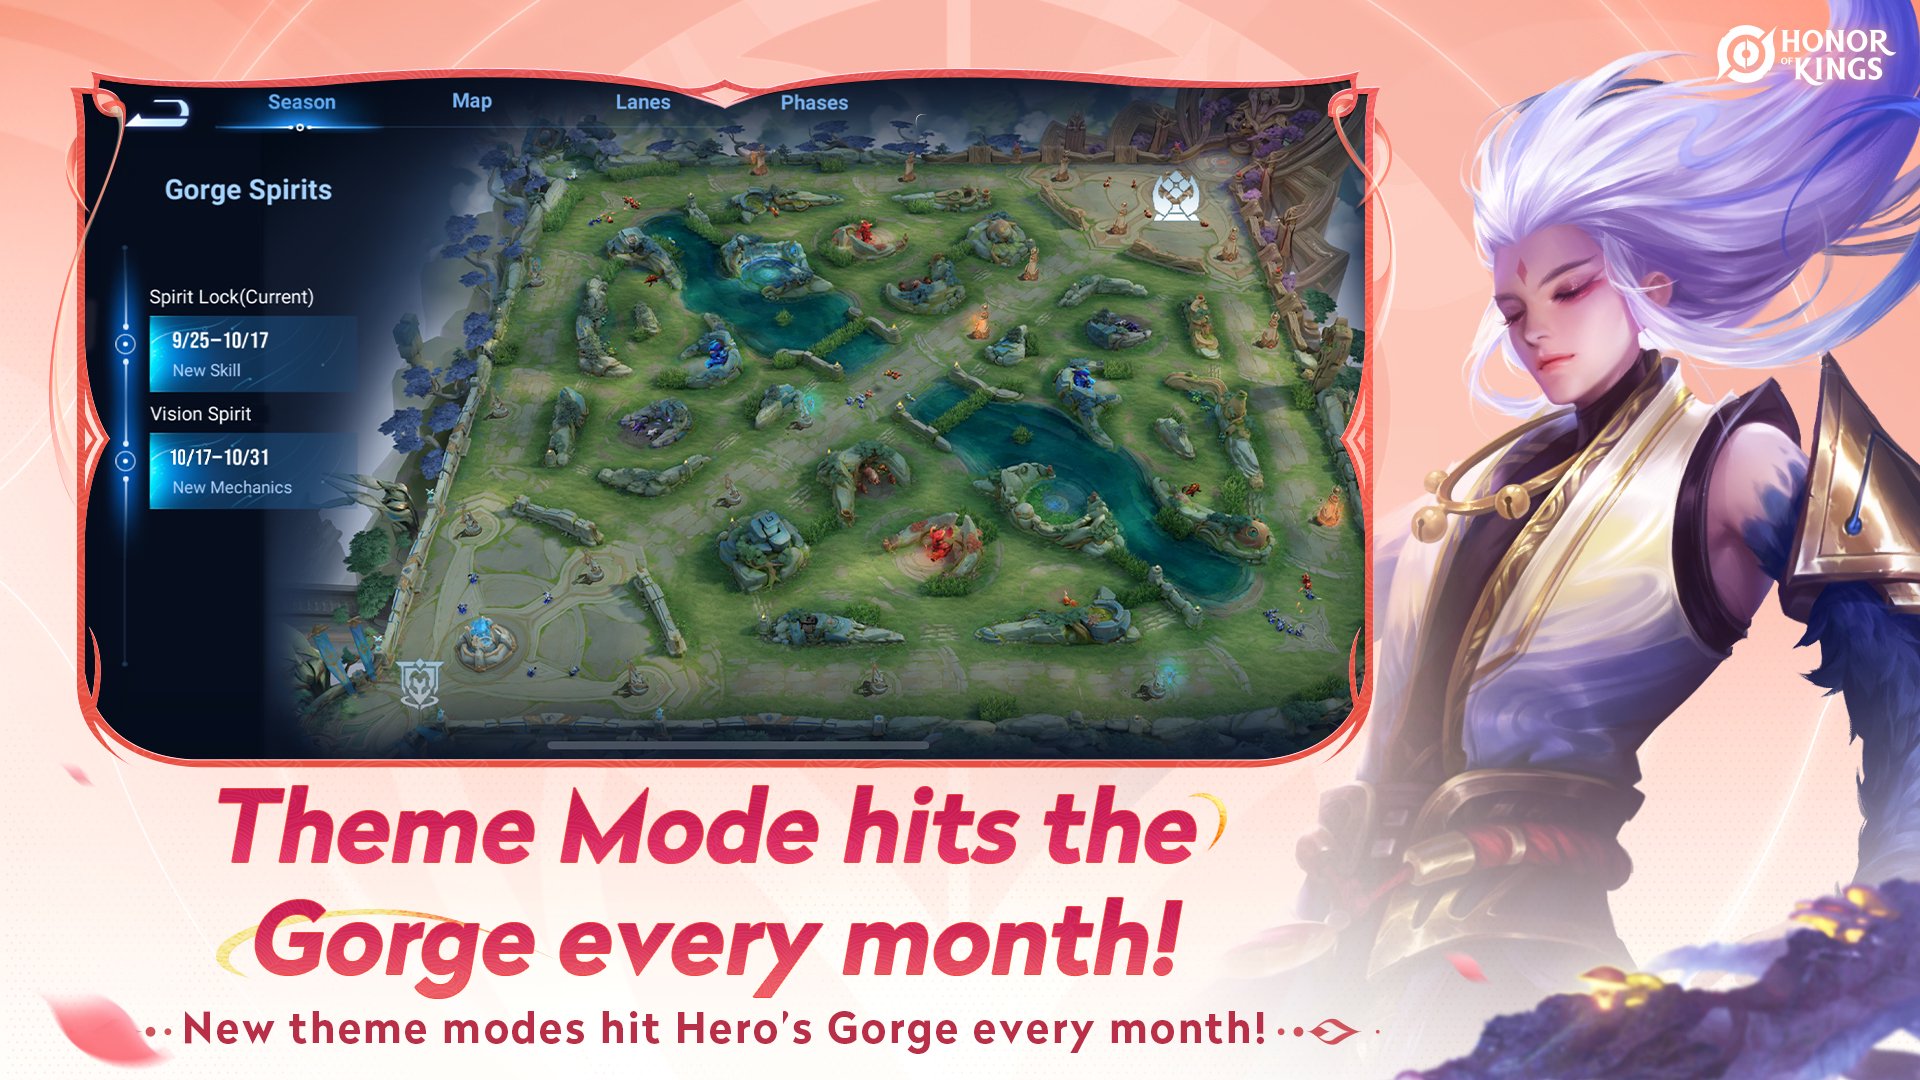 HONOR
OF
KINGS
Season
Map
Lanes
Phases
Gorge Spirits
Spirit Lock(Current)
9/25–10/17
New Skill
Vision Spirit
10/17–10/31
New Mechanics
Theme Mode hits the
Gorge every month!
New theme modes hit Hero's Gorge every month!